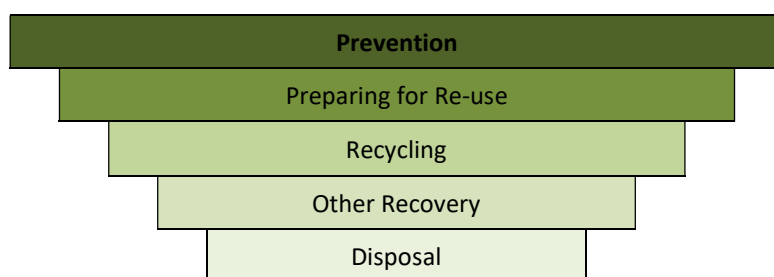 Prevention
Preparing for Re-use
Recycling
Other Recovery
Disposal